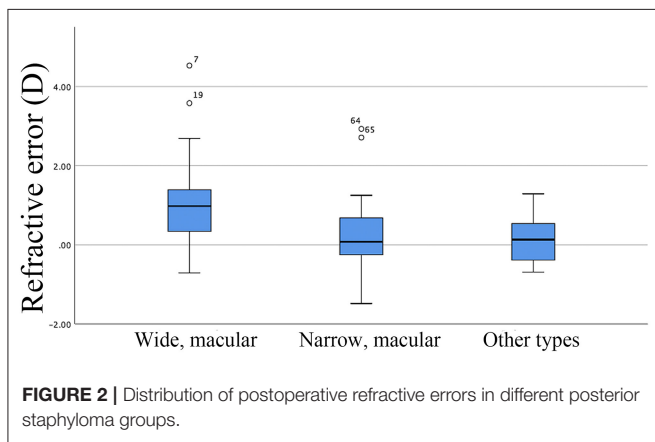 Refractive error (D)
4.00
2.00
.00
-2.00
7
19
64
65
Wide, macular
Narrow, macular
Other types
FIGURE 2 | Distribution of postoperative refractive errors in different posterior
staphyloma groups.